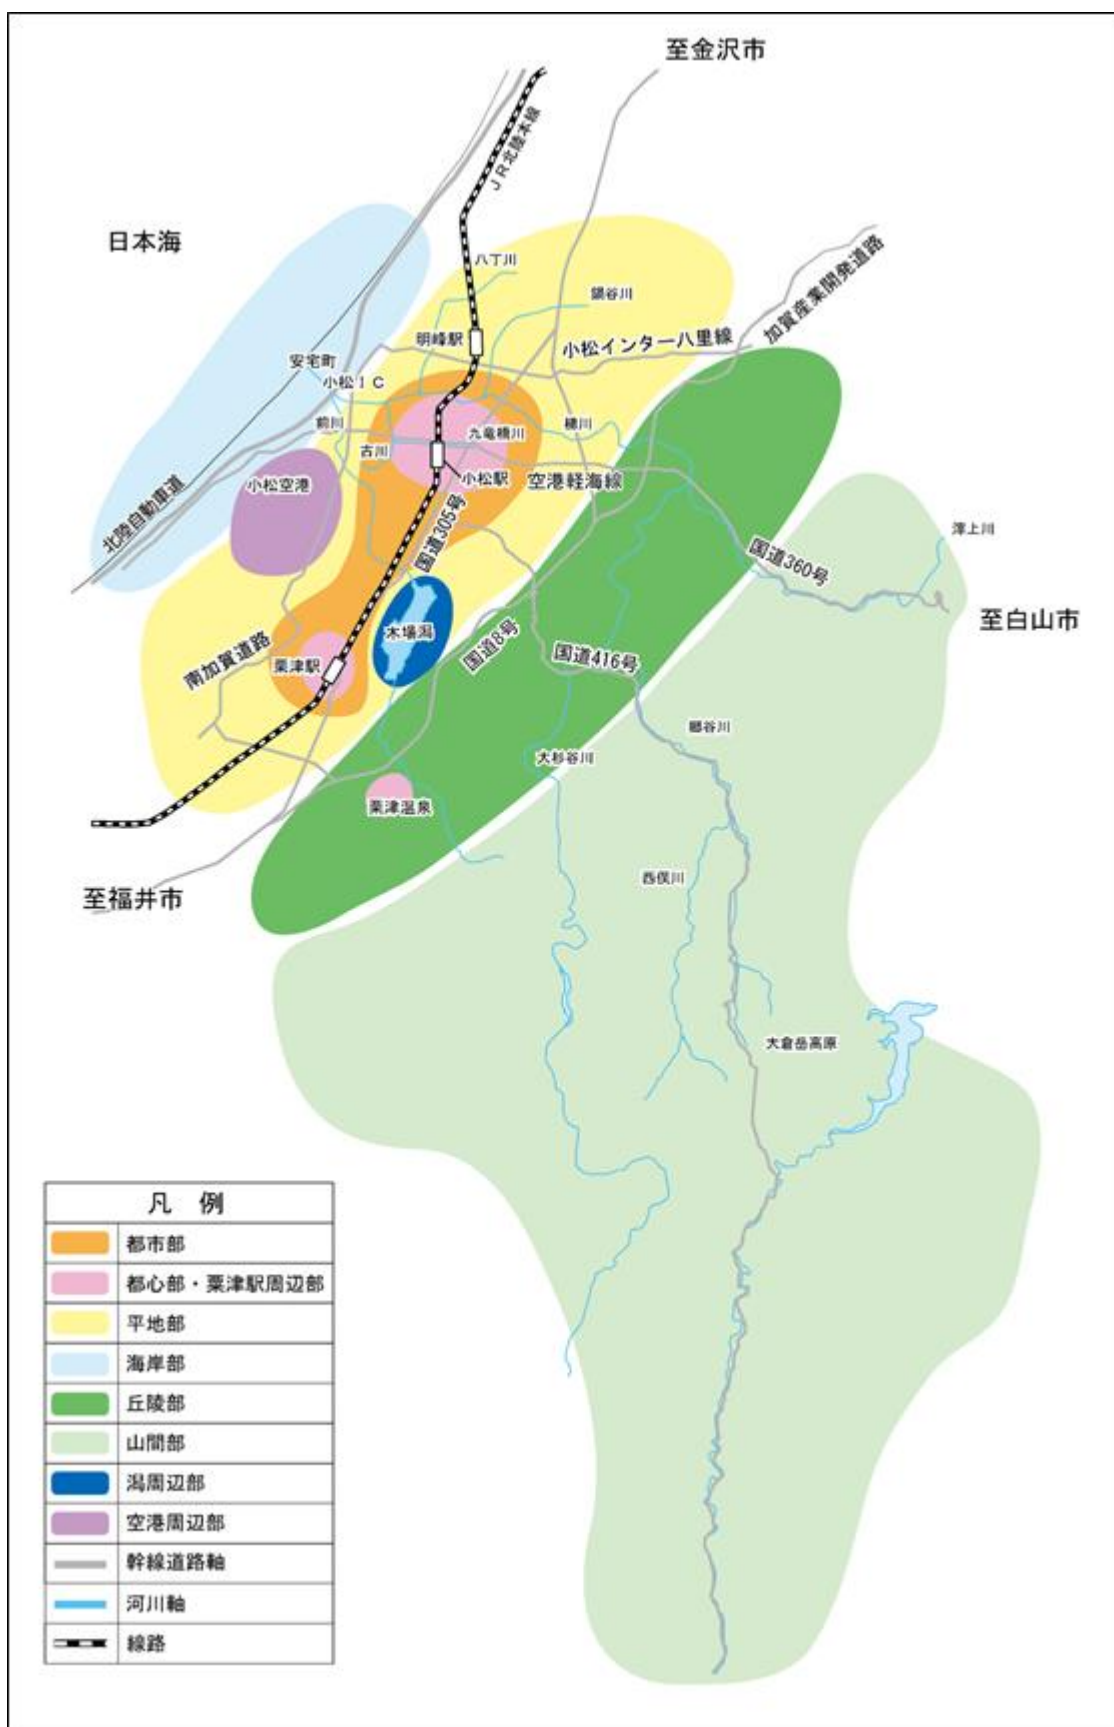 至金沢市
JR北陸本線
日本海
八丁川
鍋谷川
加賀産業開発道路
明峰駅
小松インター八里線
安宅町
小松IC
前川
九竜橋川
梯川
古川
小松駅
空港軽海線
小松空港
北陸自動車道
国道305号
国道360号
滓上川
至白山市
木場潟
国道8号
国道416号
南加賀道路
粟津駅
郷谷川
大杉谷川
粟津温泉
西俣川
至福井市
大倉岳高原
凡 例
都市部
都心部・粟津駅周辺部
平地部
海岸部
丘陵部
山間部
潟周辺部
空港周辺部
幹線道路軸
河川軸
線路